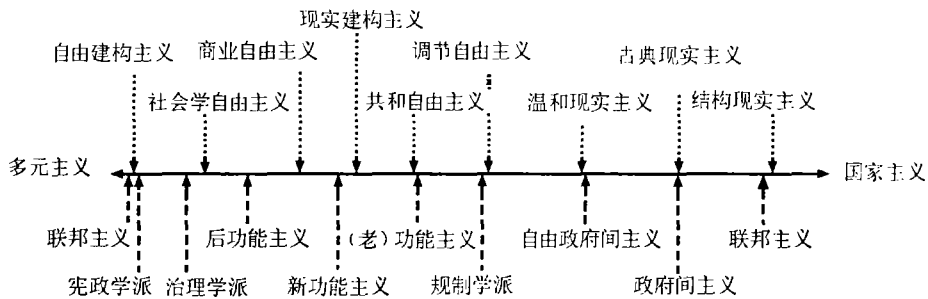 现实建构主义
自由建构主义 商业自由主义 调节自由主义 古典现实主义
社会学自由主义 共和自由主义 温和现实主义 结构现实主义
多元主义 国家主义
联邦主义 后功能主义 (老)功能主义 自由政府间主义 联邦主义
宪政学派 治理学派 新功能主义 规制学派 政府间主义